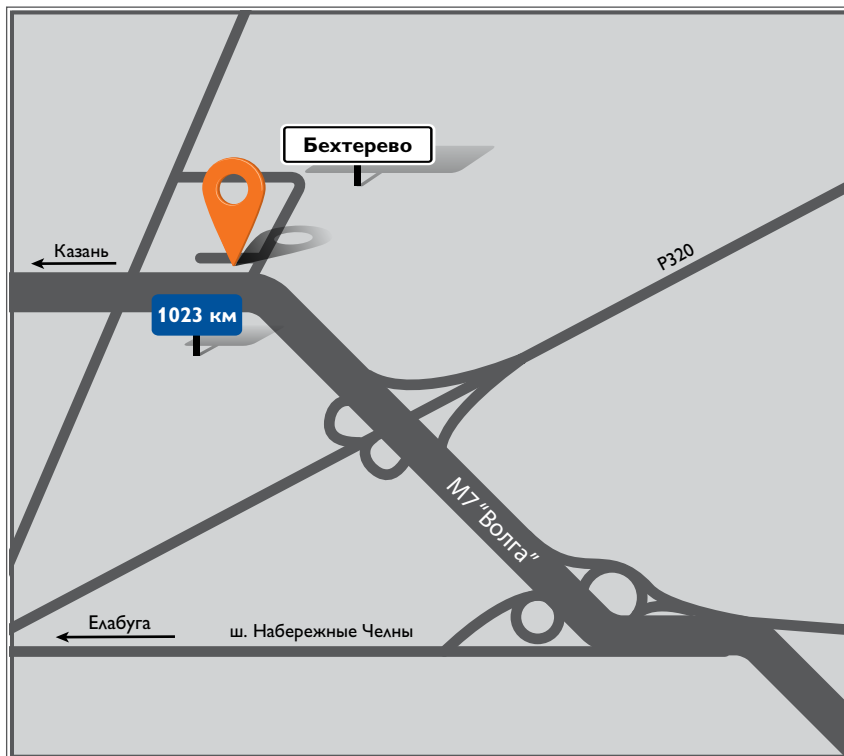 Бехтерево
Казань
Р320
1023 км
М7 “Волга”
Елабуга
ш. Набережные Челны